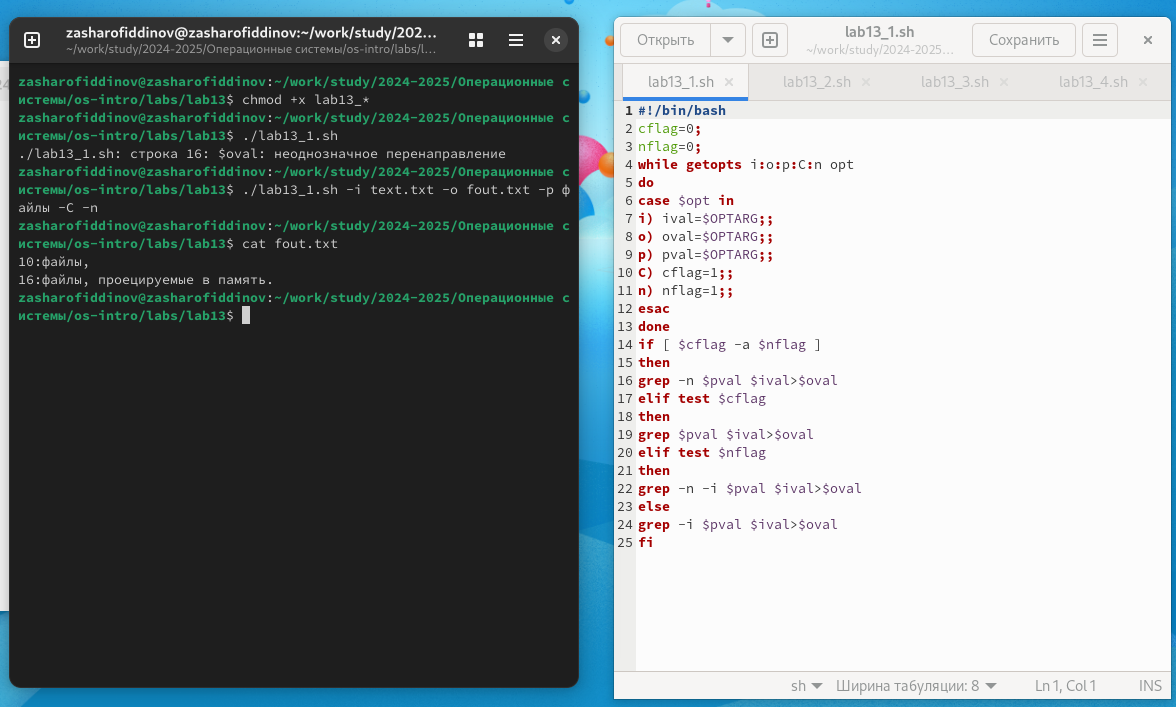 zasharofiddinov@zasharofiddinov:~/work/study/202…
~/work/study/2024-2025/Операционные системы/os-intro/labs/l…
zasharofiddinov@zasharofiddinov:~/work/study/2024-2025/Операционные с
истемы/os-intro/labs/lab13$ chmod +x lab13_*
zasharofiddinov@zasharofiddinov:~/work/study/2024-2025/Операционные с
истемы/os-intro/labs/lab13$ ./lab13_1.sh
./lab13_1.sh: строка 16: $oval: неоднозначное перенаправление
zasharofiddinov@zasharofiddinov:~/work/study/2024-2025/Операционные с
истемы/os-intro/labs/lab13$ ./lab13_1.sh -i text.txt -o fout.txt -p ф
айлы -C -n
zasharofiddinov@zasharofiddinov:~/work/study/2024-2025/Операционные с
истемы/os-intro/labs/lab13$ cat fout.txt
10:файлы,
16:файлы, проецируемые в память.
zasharofiddinov@zasharofiddinov:~/work/study/2024-2025/Операционные с
истемы/os-intro/labs/lab13$
Открыть
lab13_1.sh
~/work/study/2024-2025…
Сохранить
lab13_1.sh lab13_2.sh lab13_3.sh lab13_4.sh
1 #!/bin/bash
2 cflag=0;
3 nflag=0;
4 while getopts i:o:p:C:n opt
5 do
6 case $opt in
7 i) ival=$OPTARG;;
8 o) oval=$OPTARG;;
9 p) pval=$OPTARG;;
10 C) cflag=1;;
11 n) nflag=1;;
12 esac
13 done
14 if [ $cflag -a $nflag ]
15 then
16 grep -n $pval $ival>$oval
17 elif test $cflag
18 then
19 grep $pval $ival>$oval
20 elif test $nflag
21 then
22 grep -n -i $pval $ival>$oval
23 else
24 grep -i $pval $ival>$oval
25 fi
sh Ширина табуляции: 8 Ln 1, Col 1 INS